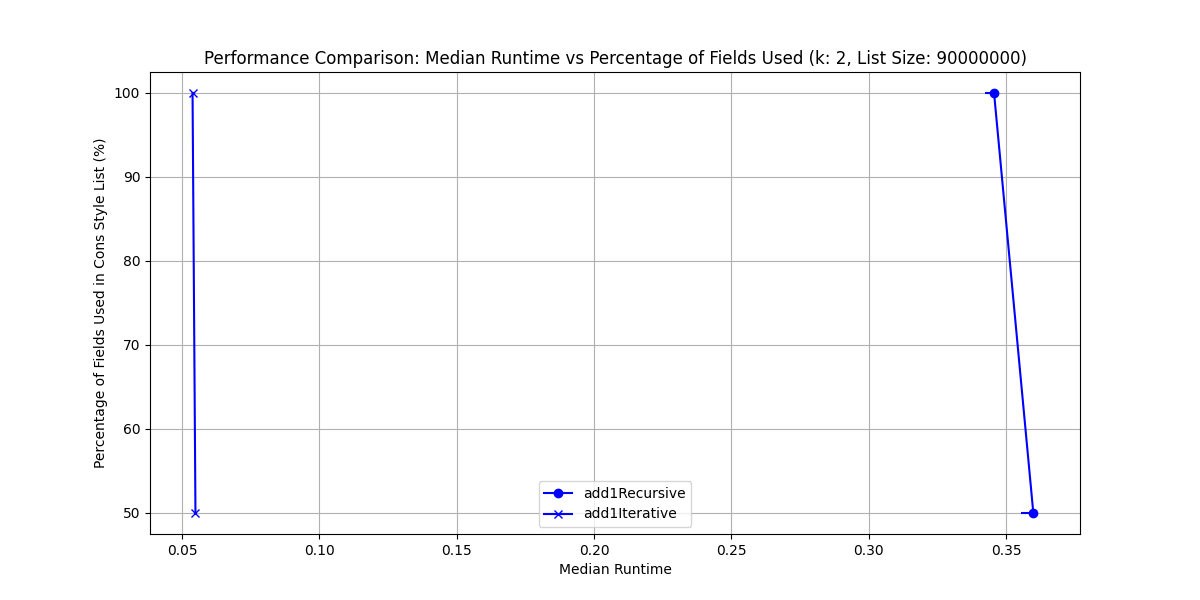 Performance Comparison: Median Runtime vs Percentage of Fields Used (k: 2, List Size: 90000000)
Percentage of Fields Used in Cons Style List (%)
100
90
80
70
60
50
add1Recursive
add1Iterative
0.05 0.10 0.15 0.20 0.25 0.30 0.35
Median Runtime